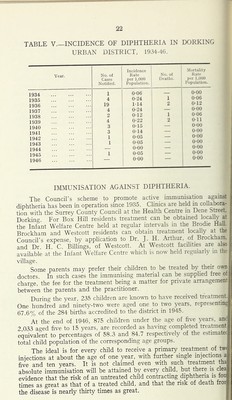 22
TABLE V.—INCIDENCE OF DIPHTHERIA IN DORKING
URBAN DISTRICT, 1934-46.
Year. No. of Cases Notified. Incidence Rate per 1,000 Population. No. of Deaths. Mortality Rate per 1,000 Population.
1934 ... ... ... 1 0·06 — 0·00
1935 ... ... ... 4 0·24 1 0·06
1936 ... ... ... 19 1·14 2 0·12
1937 ... ... ... 4 0·24 — 0·00
1938 ... ... ... 2 0·12 1 0·06
1939 ... ... ... 4 0·22 2 0·11
1940 ... ... ... 3 0·15 — 0·00
1941 ... ... ... 3 0·14 — 0·00
1942 ... ... ... 1 0·05 — 0·00
1943 ... ... ... 1 0·05 — 0·00
1944 ... ... ... — 0·00 — 0·00
1945 ... ... ... 1 0·05 — 0·00
1946 ... ... ... — 0·00 — 0·00
IMMUNISATION AGAINST DIPHTHERIA.
The Council's scheme to promote active immunisation against
diphtheria has been in operation since 1935. Clinics are held in collabora-
tion with the Surrey County Council at the Health Centre in Dene Street,
Dorking. For Box Hill residents treatment can be obtained locally at
the Infant Welfare Centre held at regular intervals in the Brodie Hall.
Brockham and Westcott residents can obtain treatment locally at the
Council's expense, by application to Dr. J. H. Arthur, of Brockham,
and Dr. H. C. Billings, of Westcott. At Westcott facilities are also
available at the Infant Welfare Centre which is now held regularly in the
village.
Some parents may prefer their children to be treated by their own
doctors. In such cases the immunising material can be supplied free of
charge, the fee for the treatment being a matter for private arrangement
between the parents and the practitioner.
During the year, 235 children are known to have received treatment.
One hundred and ninety-two were aged one to two years, representing
67.6% of the 284 births accredited to the district in 1945.
At the end of 1946, 875 children under the age of five years, and
2,033 aged five to 15 years, are recorded as having completed treatment,
equivalent to percentages of 58.3 and 84.7 respectively of the estimated
total child population of the corresponding age groups.
The ideal is for every child to receive a primary treatment of two
injections at about the age of one year, with further single injections at
five and ten years. It is not claimed even with such treatment that
absolute immunisation will be attained by every child, but there is clear
evidence that the risk of an untreated child contracting diphtheria is four
times as great as that of a treated child, and that the risk of death from
the disease is nearly thirty times as great.